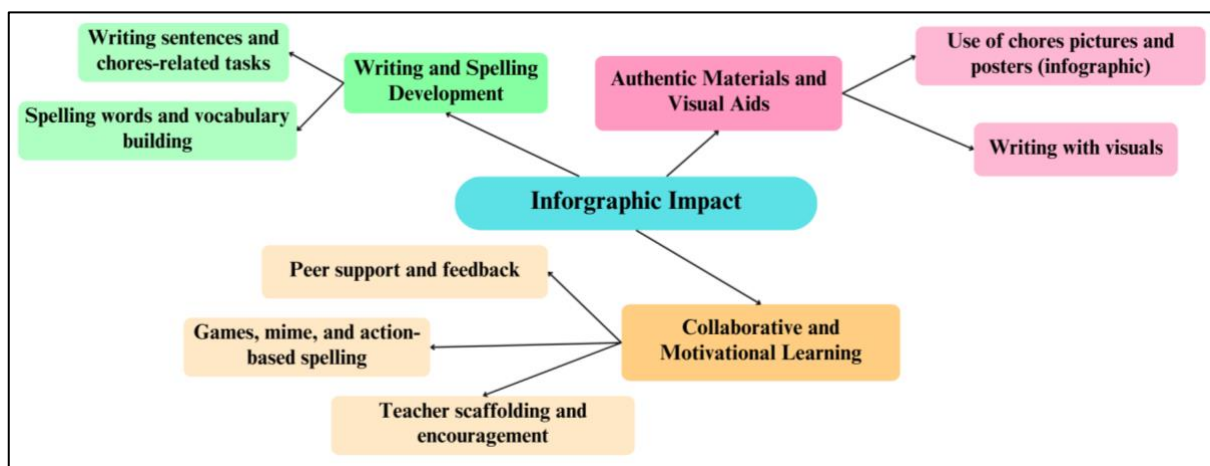 Writing sentences and
chores-related tasks
Writing and Spelling
Development
Spelling words and vocabulary
building
Authentic Materials and
Visual Aids
Use of chores pictures and
posters (infographic)
Writing with visuals
Inforgraphic Impact
Peer support and feedback
Games, mime, and action-
based spelling
Teacher scaffolding and
encouragement
Collaborative and
Motivational Learning